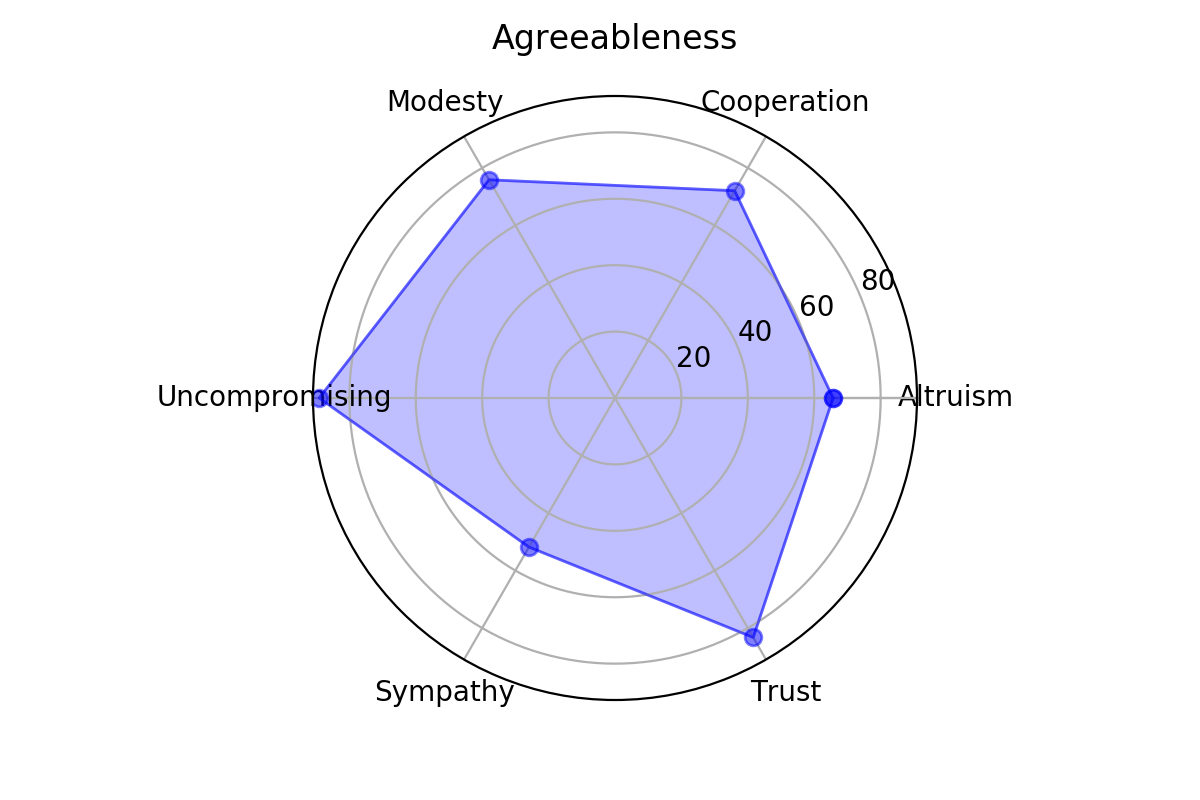 Agreeableness
Modesty
Cooperation
80
60
40
20
Uncompromising
Altruism
Sympathy
Trust